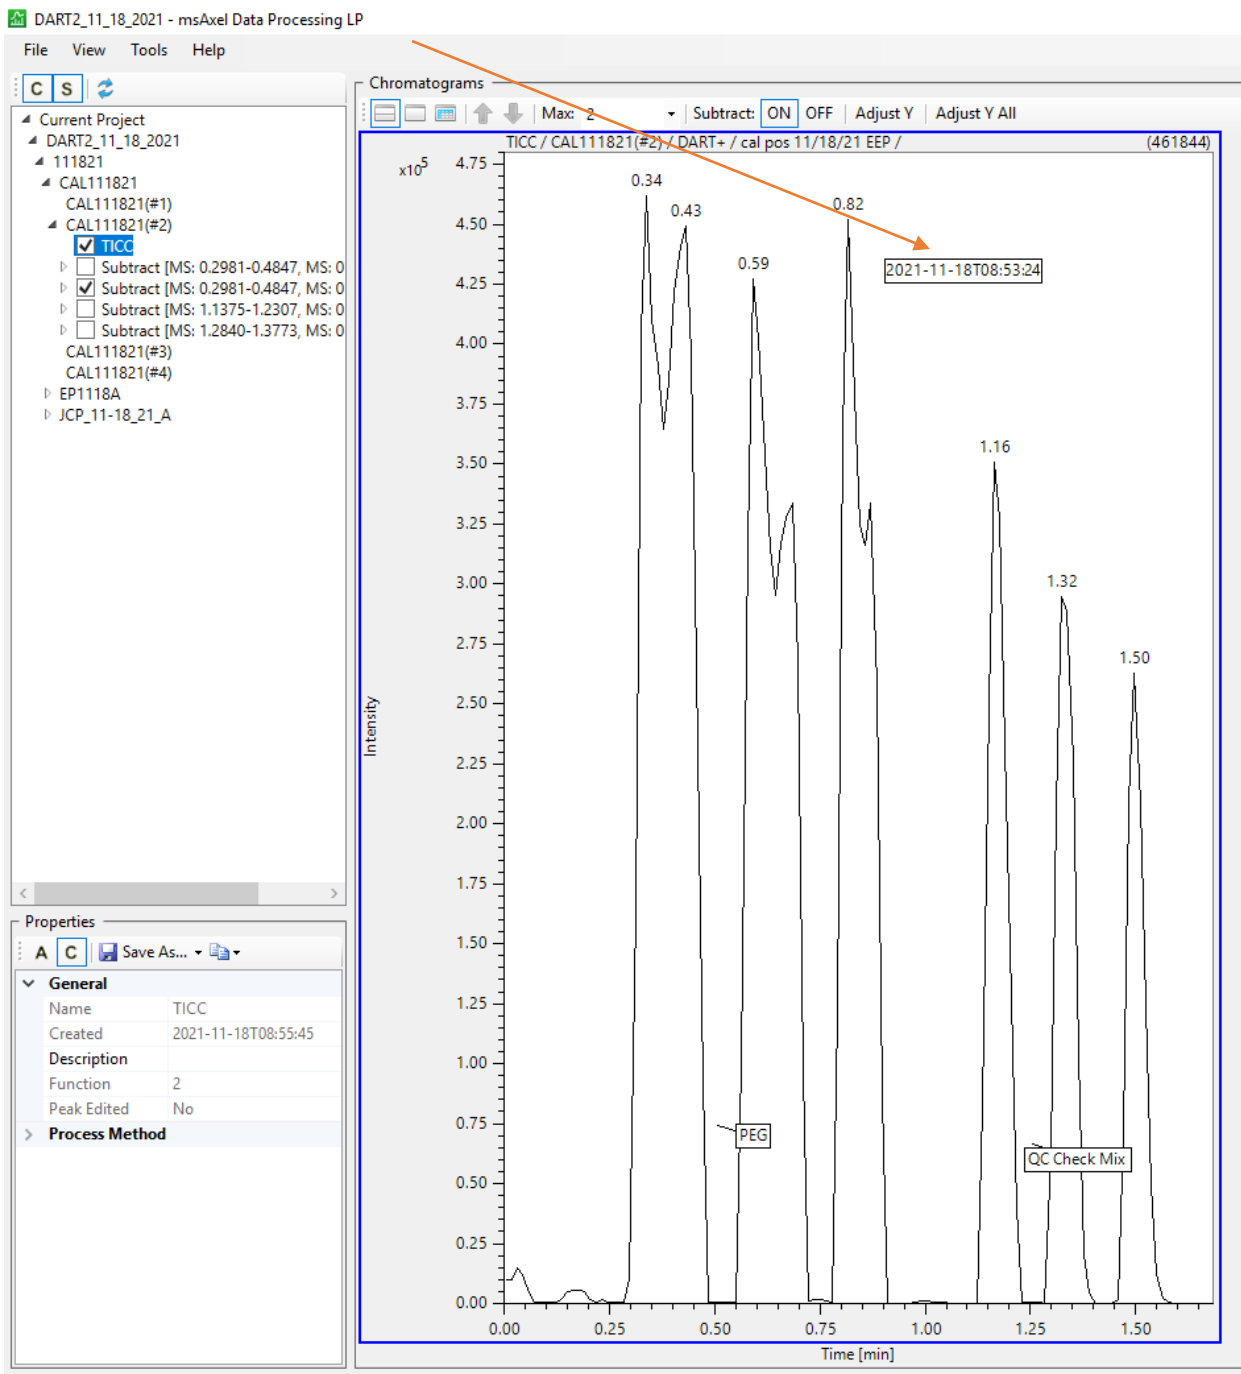 DART2_11_18_2021 - msAxel Data Processing LP
File View Tools Help
C S
Current Project
DART2_11_18_2021
111821
CAL111821
CAL111821(#1)
CAL111821(#2)
TICC
Subtract [MS: 0.2981-0.4847, MS: 0
Subtract [MS: 0.2981-0.4847, MS: 0
Subtract [MS: 1.1375-1.2307, MS: 0
Subtract [MS: 1.2840-1.3773, MS: 0
CAL111821(#3)
CAL111821(#4)
EP1118A
JCP_11-18_21_A
Properties
A C Save As...
General
Name TICC
Created 2021-11-18T08:55:45
Description
Function 2
Peak Edited No
Process Method
Chromatograms
Max: 2 Subtract: ON OFF Adjust Y Adjust Y All
TICC / CAL111821(#2) / DART+ / cal pos 11/18/21 EEP / (461844)
x10^5
4.75
4.50
4.25
4.00
3.75
3.50
3.25
3.00
2.75
2.50
2.25
2.00
1.75
1.50
1.25
1.00
0.75
0.50
0.25
0.00
Intensity
0.34
0.43
0.59
0.82
2021-11-18T08:53:24
1.16
1.32
1.50
PEG
QC Check Mix
0.00 0.25 0.50 0.75 1.00 1.25 1.50
Time [min]